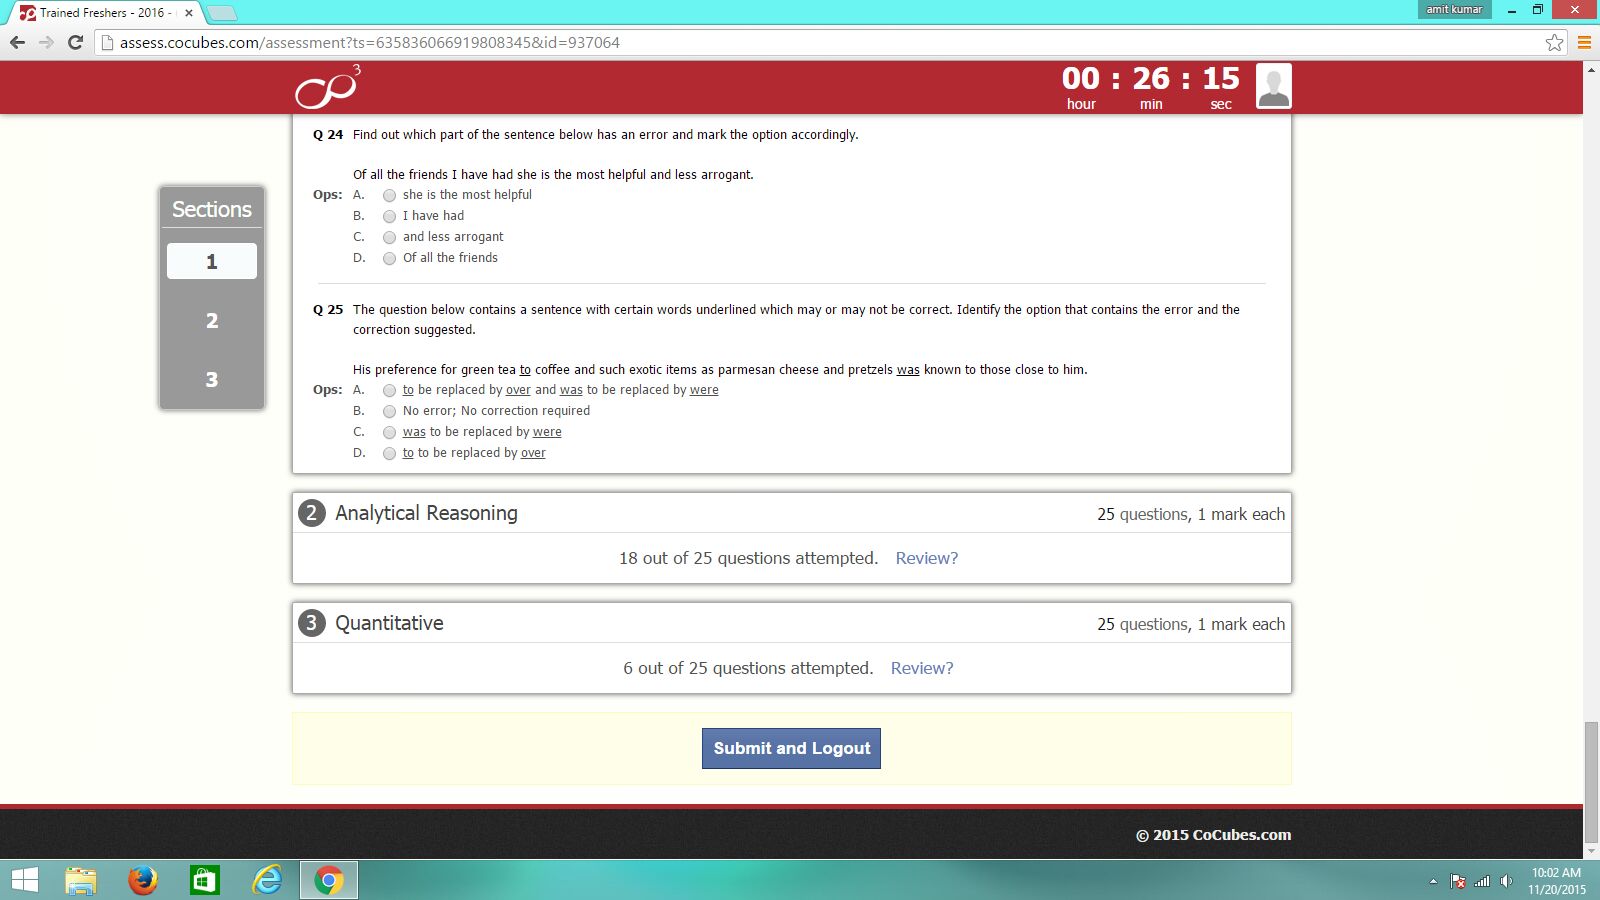 Trained Freshers - 2016 -
amit kumar
assess.cocubes.com/assessment?ts=635836066919808345&id=937064
3
00 : 26 : 15
hour min sec
Q 24 Find out which part of the sentence below has an error and mark the option accordingly.
Of all the friends I have had she is the most helpful and less arrogant.
Ops: A. she is the most helpful
B. I have had
C. and less arrogant
D. Of all the friends
Sections
1
2
3
Q 25 The question below contains a sentence with certain words underlined which may or may not be correct. Identify the option that contains the error and the
correction suggested.
His preference for green tea to coffee and such exotic items as parmesan cheese and pretzels was known to those close to him.
Ops: A. to be replaced by over and was to be replaced by were
B. No error; No correction required
C. was to be replaced by were
D. to to be replaced by over
2 Analytical Reasoning
25 questions, 1 mark each
18 out of 25 questions attempted. Review?
3 Quantitative
25 questions, 1 mark each
6 out of 25 questions attempted. Review?
Submit and Logout
© 2015 CoCubes.com
10:02 AM
11/20/2015